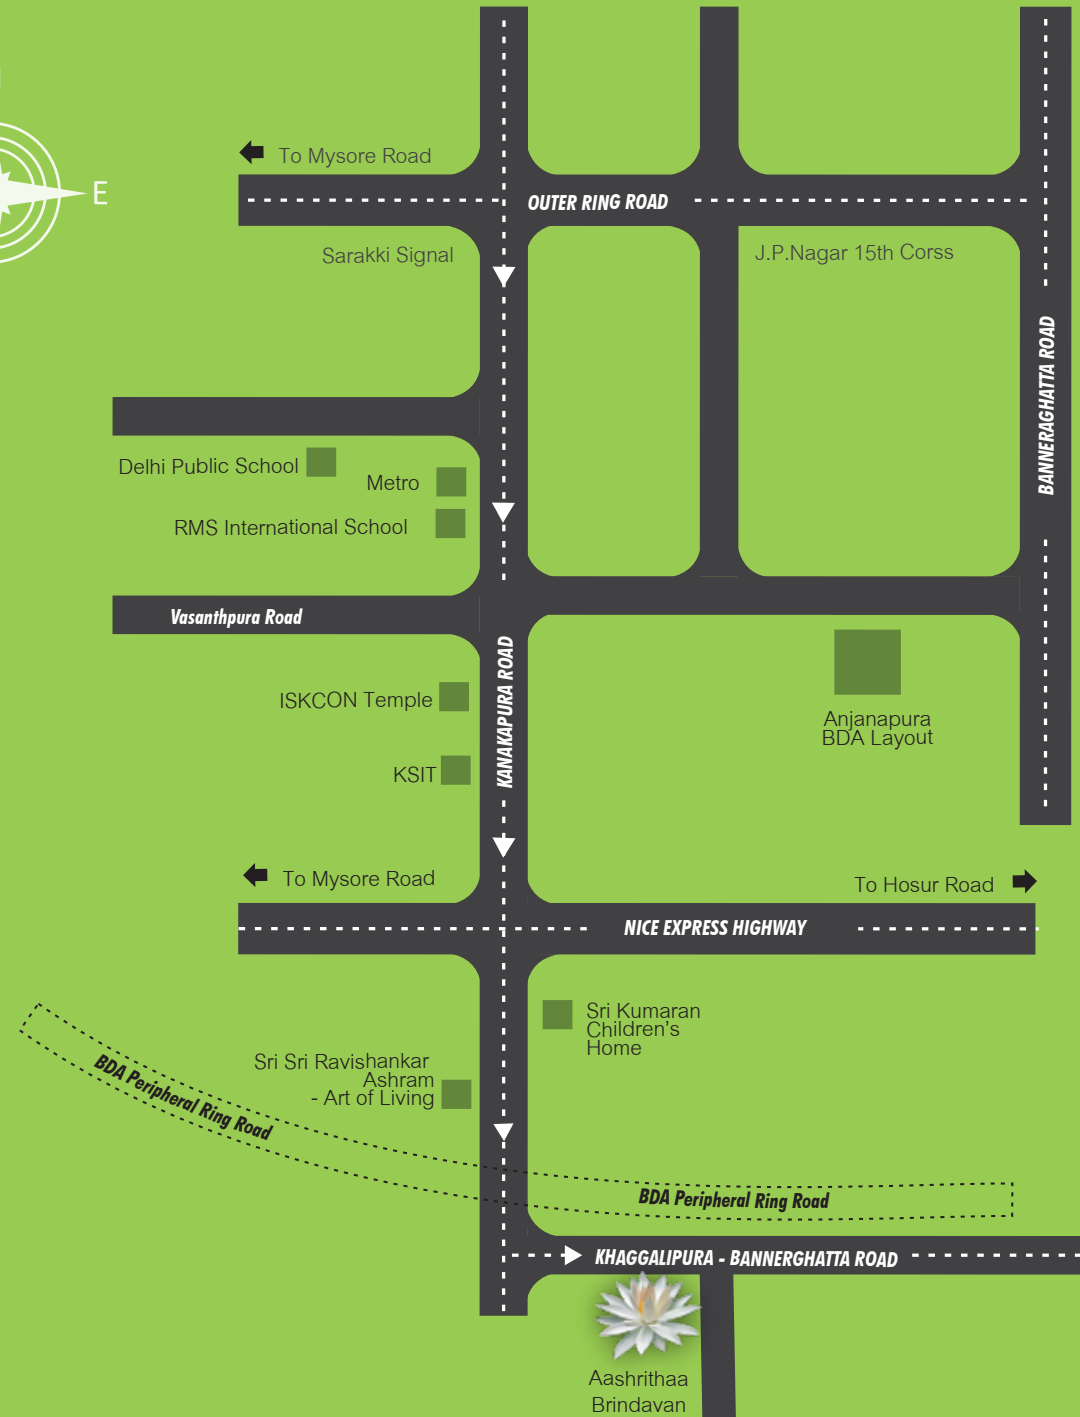 To Mysore Road
E
OUTER RING ROAD
Sarakki Signal
J.P.Nagar 15th Corss
BANNERAGHATTA ROAD
Delhi Public School
Metro
RMS International School
Vasanthpura Road
KANAKAPURA ROAD
ISKCON Temple
Anjanapura
BDA Layout
KSIT
To Mysore Road
To Hosur Road
NICE EXPRESS HIGHWAY
Sri Kumaran
Children's
Home
Sri Sri Ravishankar
Ashram
- Art of Living
BDA Peripheral Ring Road
BDA Peripheral Ring Road
KHAGGALIPURA - BANNERGHATTA ROAD
Aashrithaa
Brindavan